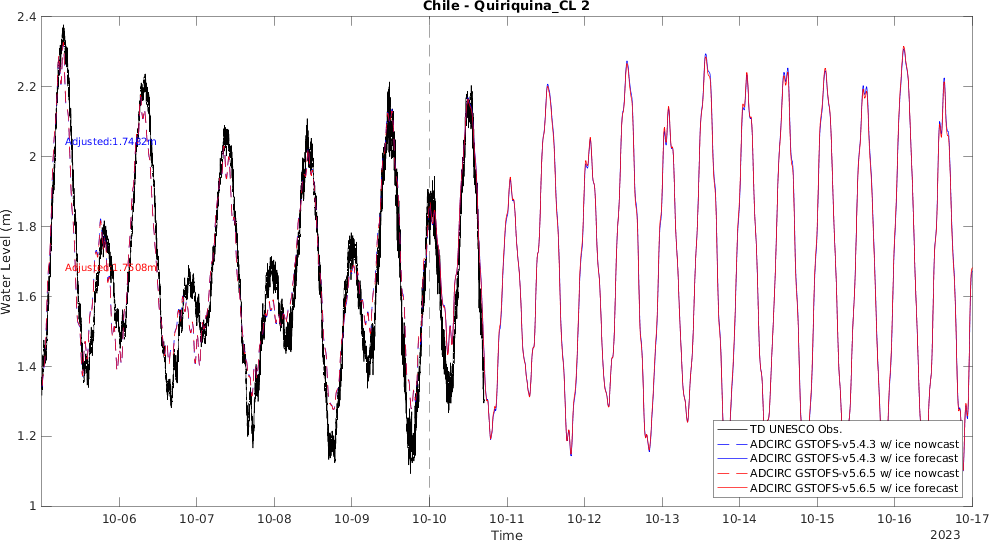 Chile - Quiriquina_CL 2
Water Level (m)
2.4
2.2
2
1.8
1.6
1.4
1.2
1
Adjusted:1.7432m
Adjusted:1.7508m
TD UNESCO Obs.
ADCIRC GSTOFS-v5.4.3 w/ ice nowcast
ADCIRC GSTOFS-v5.4.3 w/ ice forecast
ADCIRC GSTOFS-v5.6.5 w/ ice nowcast
ADCIRC GSTOFS-v5.6.5 w/ ice forecast
10-06 10-07 10-08 10-09 10-10 10-11 10-12 10-13 10-14 10-15 10-16 10-17
Time
2023